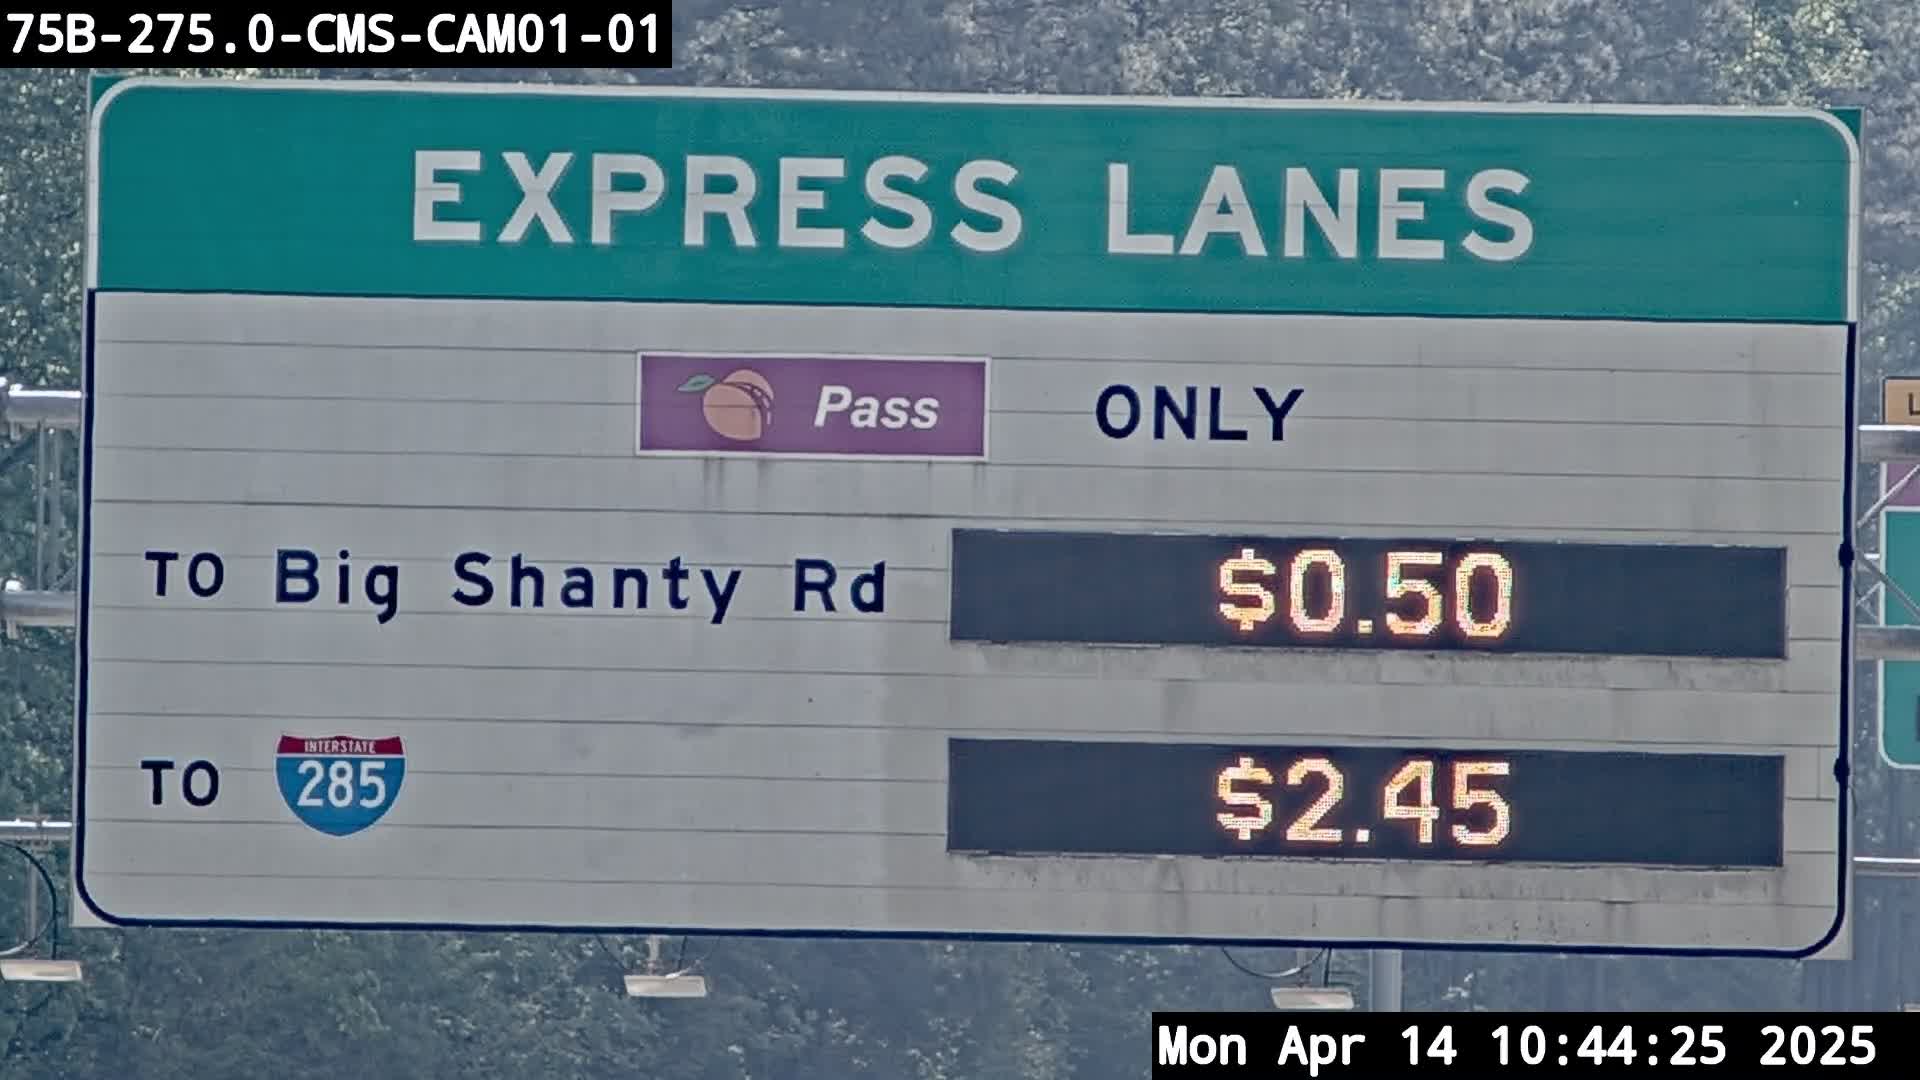 75B-275.0-CMS-CAM01-01
EXPRESS LANES
Pass ONLY
TO Big Shanty Rd $0.50
TO INTERSTATE 285 $2.45
Mon Apr 14 10:44:25 2025